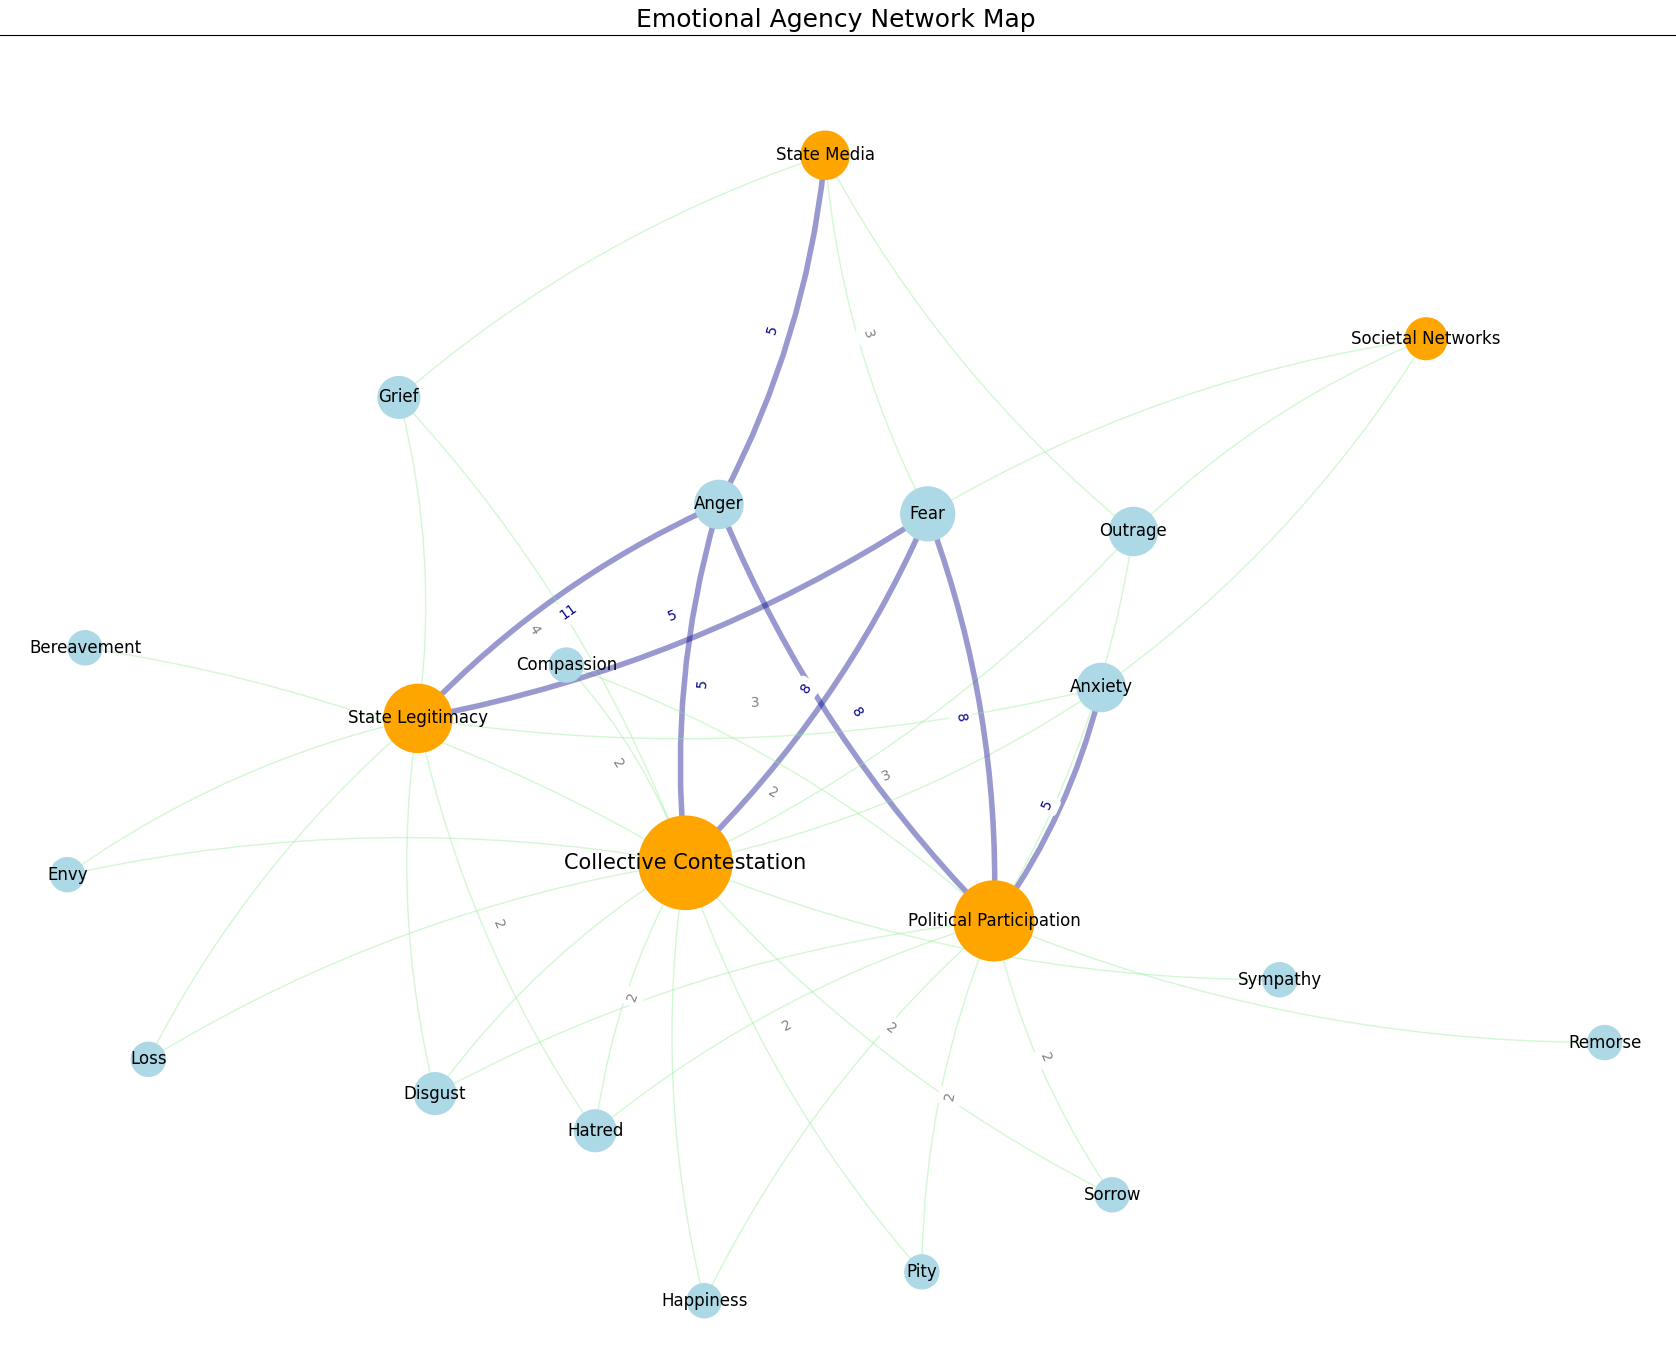 Emotional Agency Network Map
State Media
5
3
Societal Networks
Grief
Anger
Fear
Outrage
11
4
5
Bereavement
Compassion
5
8
3
8
8
Anxiety
State Legitimacy
2
2
3
5
Collective Contestation
Envy
Political Participation
2
Sympathy
2
2
2
Remorse
Loss
2
Disgust
2
Hatred
Sorrow
Pity
Happiness